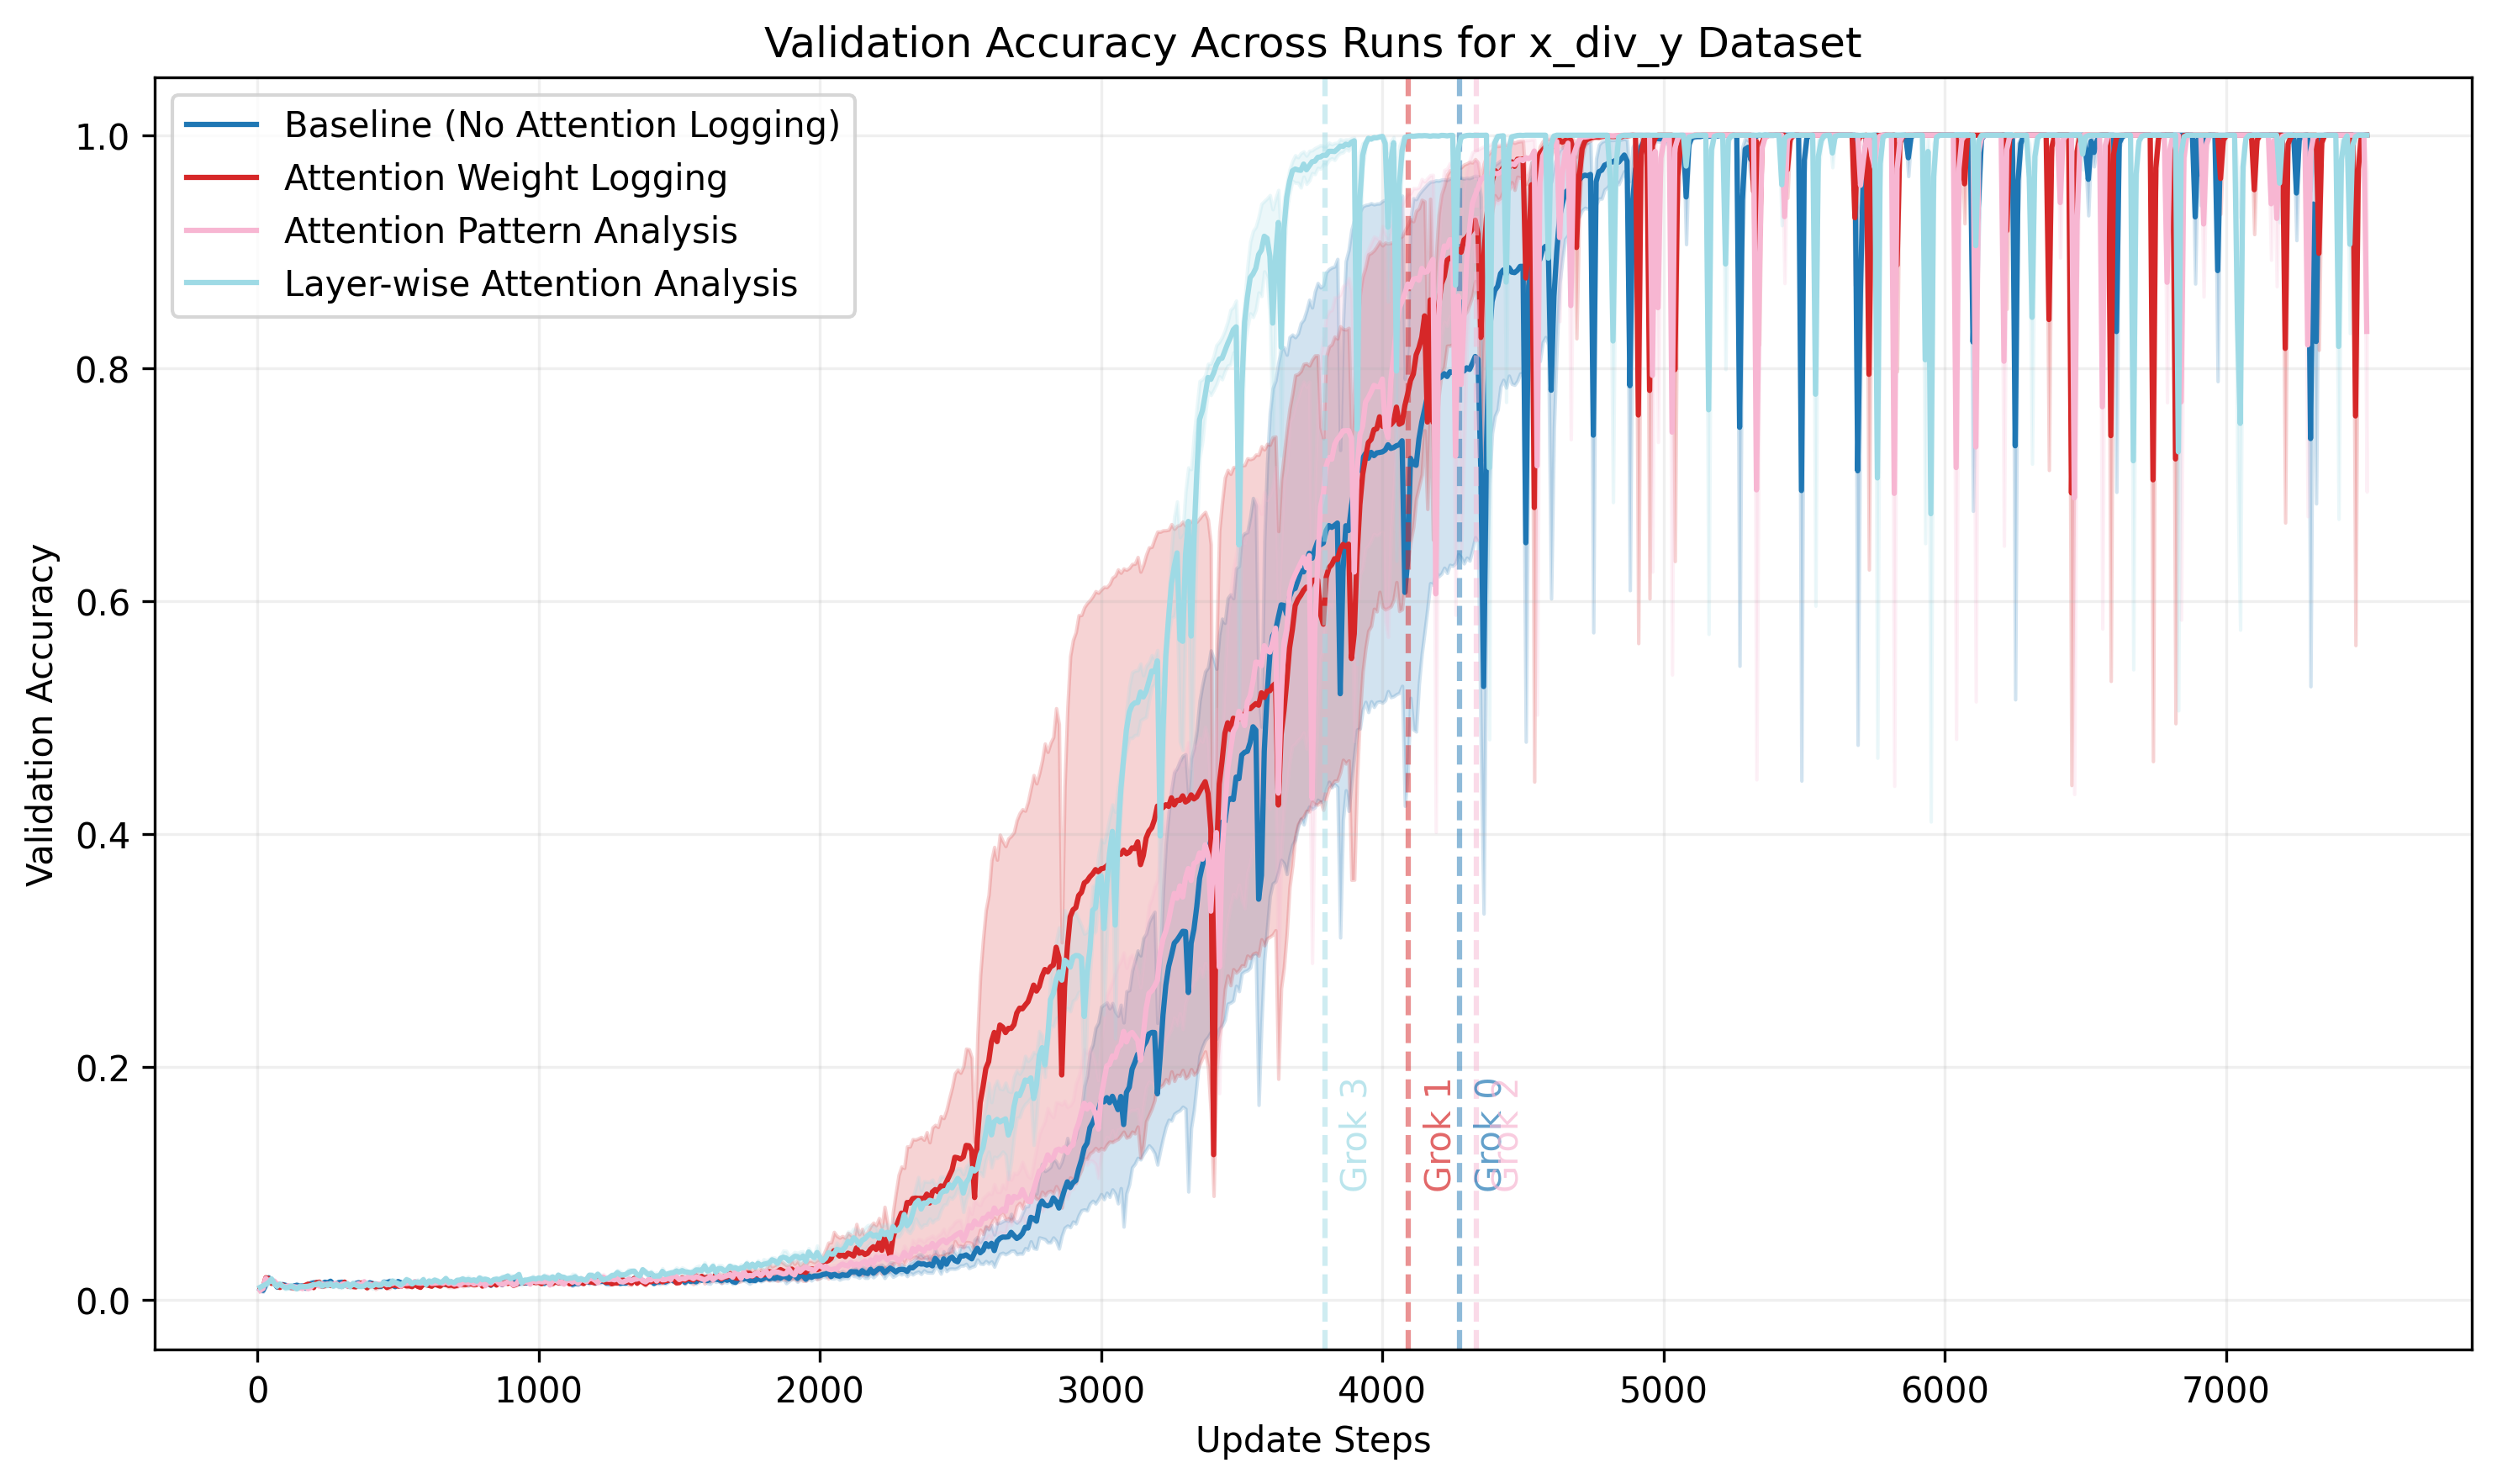 Validation Accuracy Across Runs for x_div_y Dataset
Baseline (No Attention Logging)
Attention Weight Logging
Attention Pattern Analysis
Layer-wise Attention Analysis
Validation Accuracy
1.0
0.8
0.6
0.4
0.2
0.0
Grok 3
Grok 1
Grok 0
Grok 2
0
1000
2000
3000
4000
5000
6000
7000
Update Steps